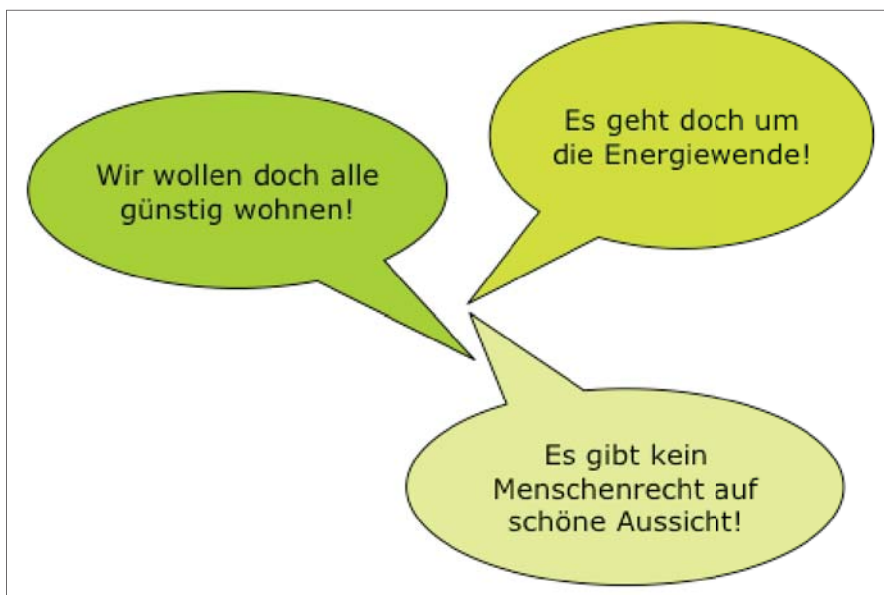 Wir wollen doch alle
günstig wohnen!
Es geht doch um
die Energiewende!
Es gibt kein
Menschenrecht auf
schöne Aussicht!